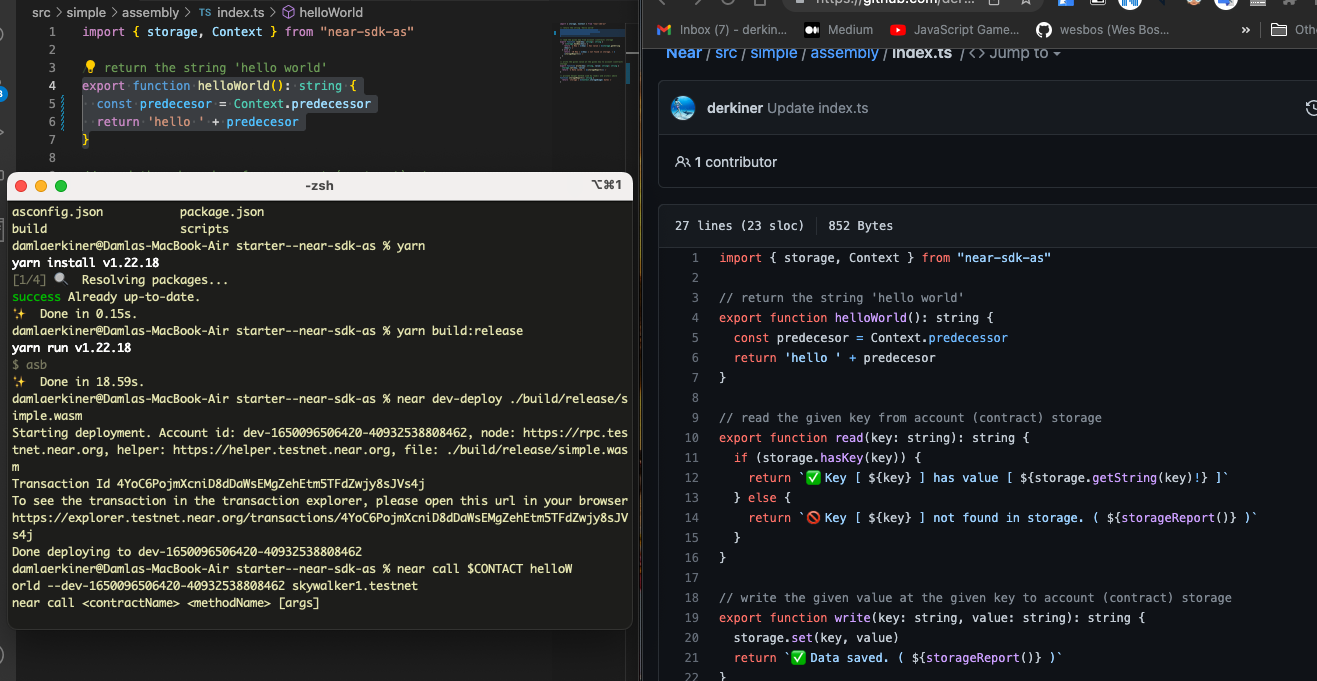 src > simple > assembly > TS index.ts > helloWorld
1 import { storage, Context } from "near-sdk-as"
2
3 return the string 'hello world'
4 export function helloWorld(): string {
5 const predecesor = Context.predecessor
6 return 'hello ' + predecesor
7 }
8
-zsh ⌥⌘1
asconfig.json package.json
build scripts
damlaerkiner@Damlas-MacBook-Air starter--near-sdk-as % yarn
yarn install v1.22.18
[1/4] 🔍 Resolving packages...
success Already up-to-date.
✨ Done in 0.15s.
damlaerkiner@Damlas-MacBook-Air starter--near-sdk-as % yarn build:release
yarn run v1.22.18
$ asb
✨ Done in 18.59s.
damlaerkiner@Damlas-MacBook-Air starter--near-sdk-as % near dev-deploy ./build/release/s
imple.wasm
Starting deployment. Account id: dev-1650096506420-40932538808462, node: https://rpc.tes
tnet.near.org, helper: https://helper.testnet.near.org, file: ./build/release/simple.was
m
Transaction Id 4YoC6PojmXcniD8dDaWsEMgZehEtm5TFdZwjy8sJVs4j
To see the transaction in the transaction explorer, please open this url in your browser
https://explorer.testnet.near.org/transactions/4YoC6PojmXcniD8dDaWsEMgZehEtm5TFdZwjy8sJV
s4j
Done deploying to dev-1650096506420-40932538808462
damlaerkiner@Damlas-MacBook-Air starter--near-sdk-as % near call $CONTACT helloW
orld --dev-1650096506420-40932538808462 skywalker1.testnet
near call <contractName> <methodName> [args]
https://github.com/der...
Inbox (7) - derkin... Medium JavaScript Game... wesbos (Wes Bos... » Oth
Near / src / simple / assembly / index.ts / <> Jump to
derkiner Update index.ts
1 contributor
27 lines (23 sloc) 852 Bytes
1 import { storage, Context } from "near-sdk-as"
2
3 // return the string 'hello world'
4 export function helloWorld(): string {
5 const predecesor = Context.predecessor
6 return 'hello ' + predecesor
7 }
8
9 // read the given key from account (contract) storage
10 export function read(key: string): string {
11 if (storage.hasKey(key)) {
12 return `✅ Key [ ${key} ] has value [ ${storage.getString(key)!} ]`
13 } else {
14 return `🚫 Key [ ${key} ] not found in storage. ( ${storageReport()} )`
15 }
16 }
17
18 // write the given value at the given key to account (contract) storage
19 export function write(key: string, value: string): string {
20 storage.set(key, value)
21 return `✅ Data saved. ( ${storageReport()} )`
22 }